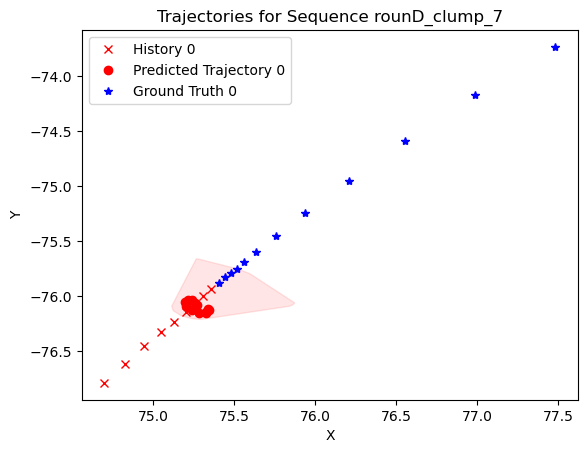 Trajectories for Sequence rounD_clump_7
History 0
Predicted Trajectory 0
Ground Truth 0
Y
−74.0
−74.5
−75.0
−75.5
−76.0
−76.5
75.0 75.5 76.0 76.5 77.0 77.5
X